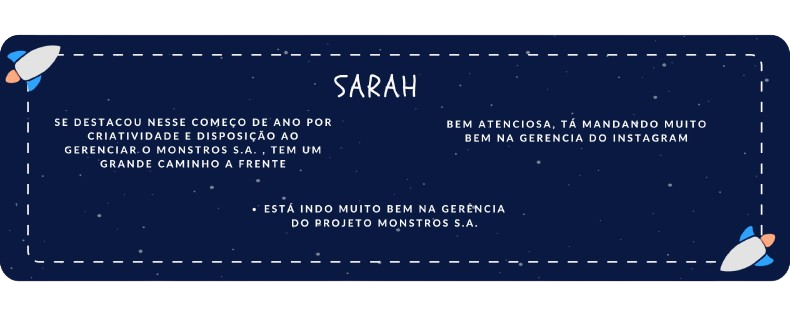 SARAH
SE DESTACOU NESSE COMEÇO DE ANO POR
CRIATIVIDADE E DISPOSIÇÃO AO
GERENCIAR O MONSTROS S.A. , TEM UM
GRANDE CAMINHO A FRENTE
BEM ATENCIOSA, TÁ MANDANDO MUITO
BEM NA GERENCIA DO INSTAGRAM
• ESTÁ INDO MUITO BEM NA GERÊNCIA
DO PROJETO MONSTROS S.A.